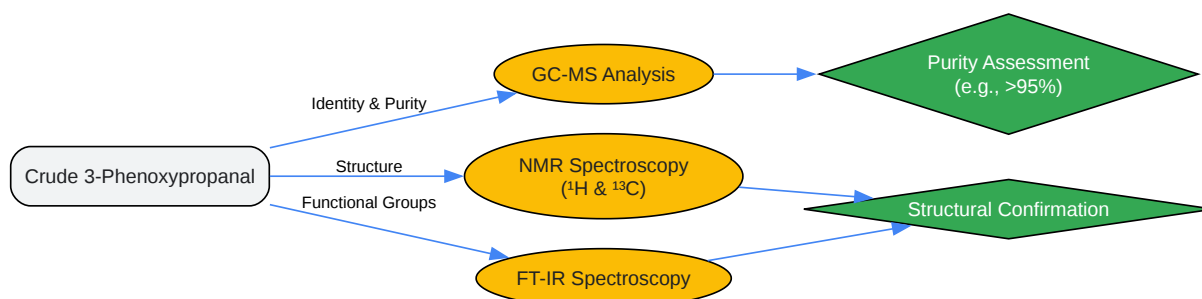 Crude 3-Phenoxypropanal
Identity & Purity
Structure
Functional Groups
GC-MS Analysis
NMR Spectroscopy
(¹H & ¹³C)
FT-IR Spectroscopy
Purity Assessment
(e.g., >95%)
Structural Confirmation